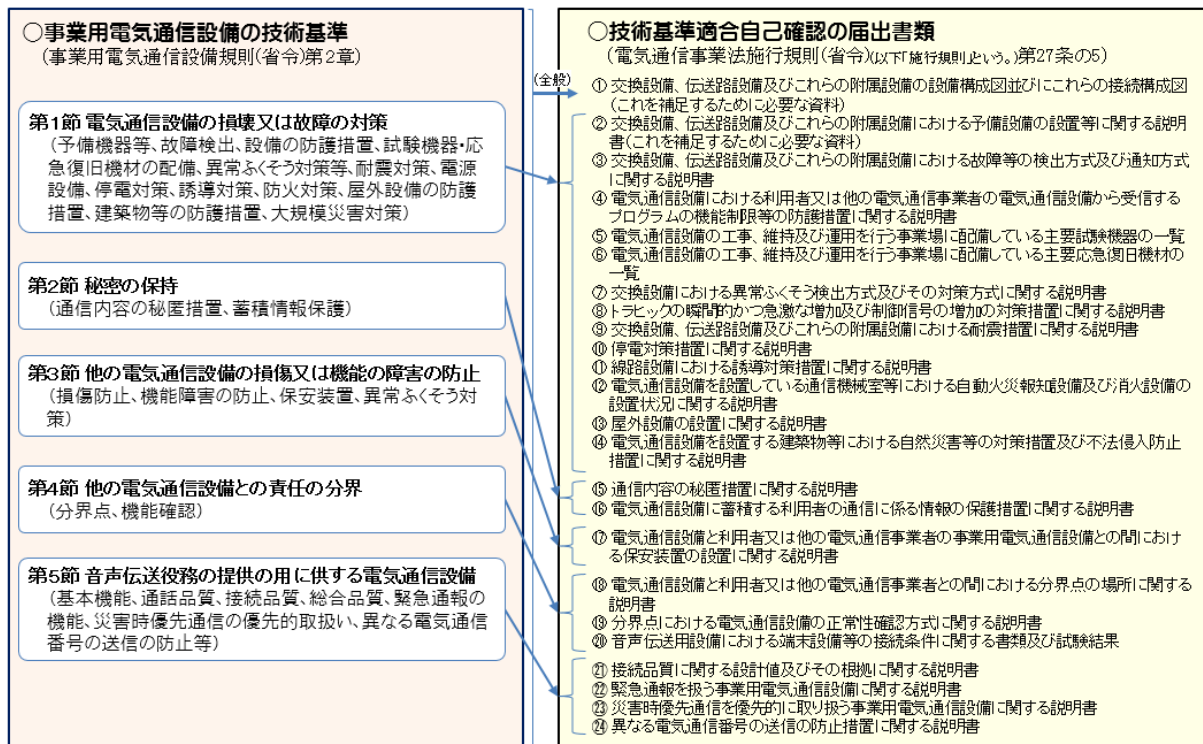 ○事業用電気通信設備の技術基準
(事業用電気通信設備規則(省令)第2章)
第1節 電気通信設備の損壊又は故障の対策
(予備機器等、故障検出、設備の防護措置、試験機器・応
急復旧機材の配備、異常ふくそう対策等、耐震対策、電源
設備、停電対策、誘導対策、防火対策、屋外設備の防護
措置、建築物等の防護措置、大規模災害対策)
第2節 秘密の保持
(通信内容の秘匿措置、蓄積情報保護)
第3節 他の電気通信設備の損傷又は機能の障害の防止
(損傷防止、機能障害の防止、保安装置、異常ふくそう対
策)
第4節 他の電気通信設備との責任の分界
(分界点、機能確認)
第5節 音声伝送役務の提供の用に供する電気通信設備
(基本機能、通話品質、接続品質、総合品質、緊急通報の
機能、災害時優先通信の優先的取扱い、異なる電気通信
番号の送信の防止等)
(全般)
○技術基準適合自己確認の届出書類
(電気通信事業法施行規則(省令)(以下「施行規則」という。)第27条の5)
① 交換設備、伝送路設備及びこれらの附属設備の設備構成図並びにこれらの接続構成図
(これを補足するために必要な資料)
② 交換設備、伝送路設備及びこれらの附属設備における予備設備の設置等に関する説明
書(これを補足するために必要な資料)
③ 交換設備、伝送路設備及びこれらの附属設備における故障等の検出方式及び通知方式
に関する説明書
④ 電気通信設備における利用者又は他の電気通信事業者の電気通信設備から受信する
プログラムの機能制限等の防護措置に関する説明書
⑤ 電気通信設備の工事、維持及び運用を行う事業場に配備している主要試験機器の一覧
⑥ 電気通信設備の工事、維持及び運用を行う事業場に配備している主要応急復旧機材の
一覧
⑦ 交換設備における異常ふくそう検出方式及びその対策方式に関する説明書
⑧ トラヒックの瞬間的かつ急激な増加及び制御信号の増加の対策措置に関する説明書
⑨ 交換設備、伝送路設備及びこれらの附属設備における耐震措置に関する説明書
⑩ 停電対策措置に関する説明書
⑪ 線路設備における誘導対策措置に関する説明書
⑫ 電気通信設備を設置している通信機械室等における自動火災報知設備及び消火設備の
設置状況に関する説明書
⑬ 屋外設備の設置に関する説明書
⑭ 電気通信設備を設置する建築物等における自然災害等の対策措置及び不法侵入防止
措置に関する説明書
⑮ 通信内容の秘匿措置に関する説明書
⑯ 電気通信設備に蓄積する利用者の通信に係る情報の保護措置に関する説明書
⑰ 電気通信設備と利用者又は他の電気通信事業者の事業用電気通信設備との間におけ
る保安装置の設置に関する説明書
⑱ 電気通信設備と利用者又は他の電気通信事業者との間における分界点の場所に関する
説明書
⑲ 分界点における電気通信設備の正常性確認方式に関する説明書
⑳ 音声伝送用設備における端末設備等の接続条件に関する書類及び試験結果
㉑ 接続品質に関する設計値及びその根拠に関する説明書
㉒ 緊急通報を扱う事業用電気通信設備に関する説明書
㉓ 災害時優先通信を優先的に取り扱う事業用電気通信設備に関する説明書
㉔ 異なる電気通信番号の送信の防止措置に関する説明書